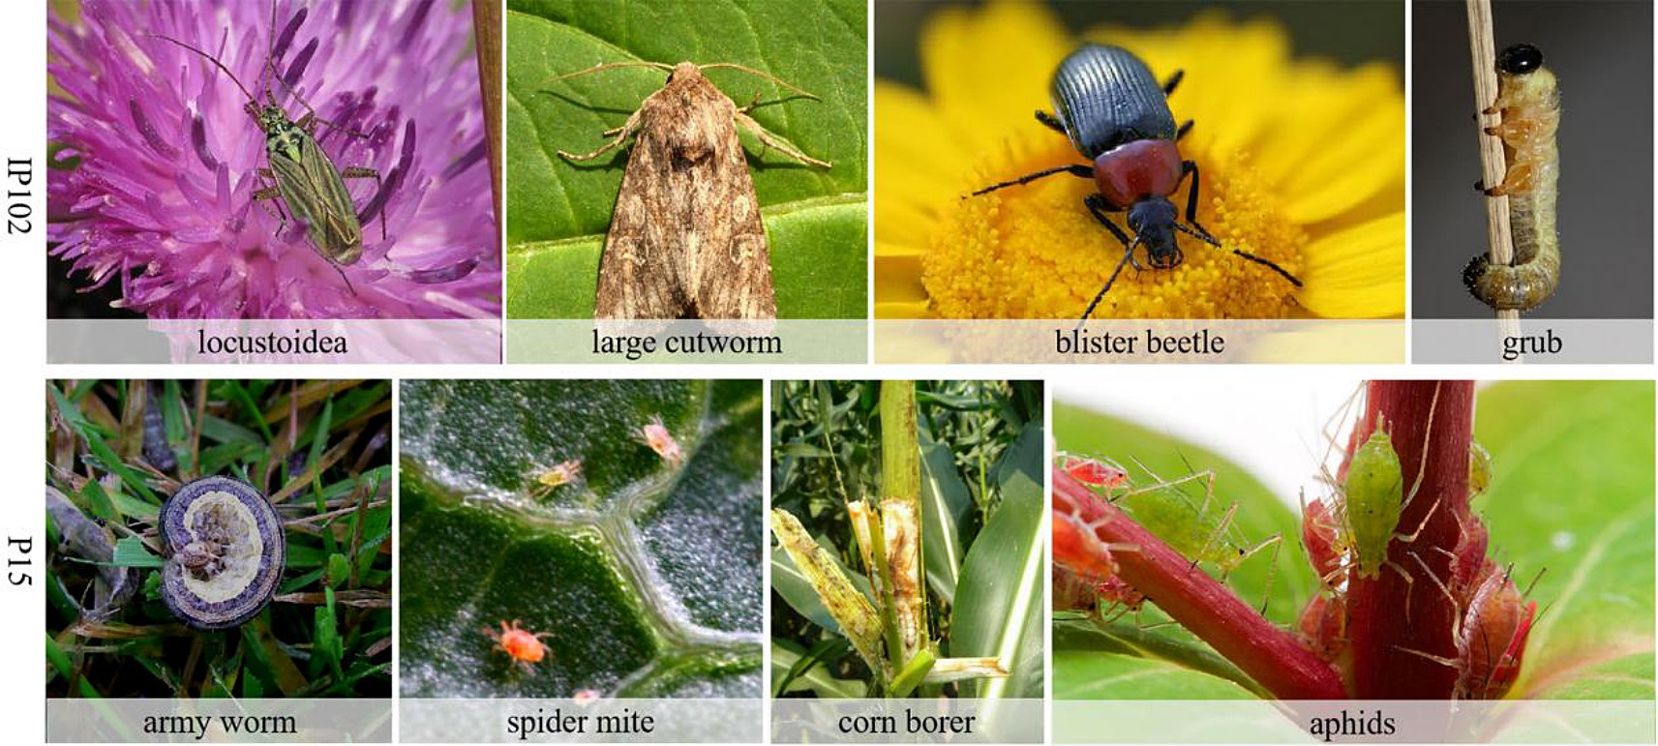 IP102
locustoidea
large cutworm
blister beetle
grub
P15
army worm
spider mite
corn borer
aphids